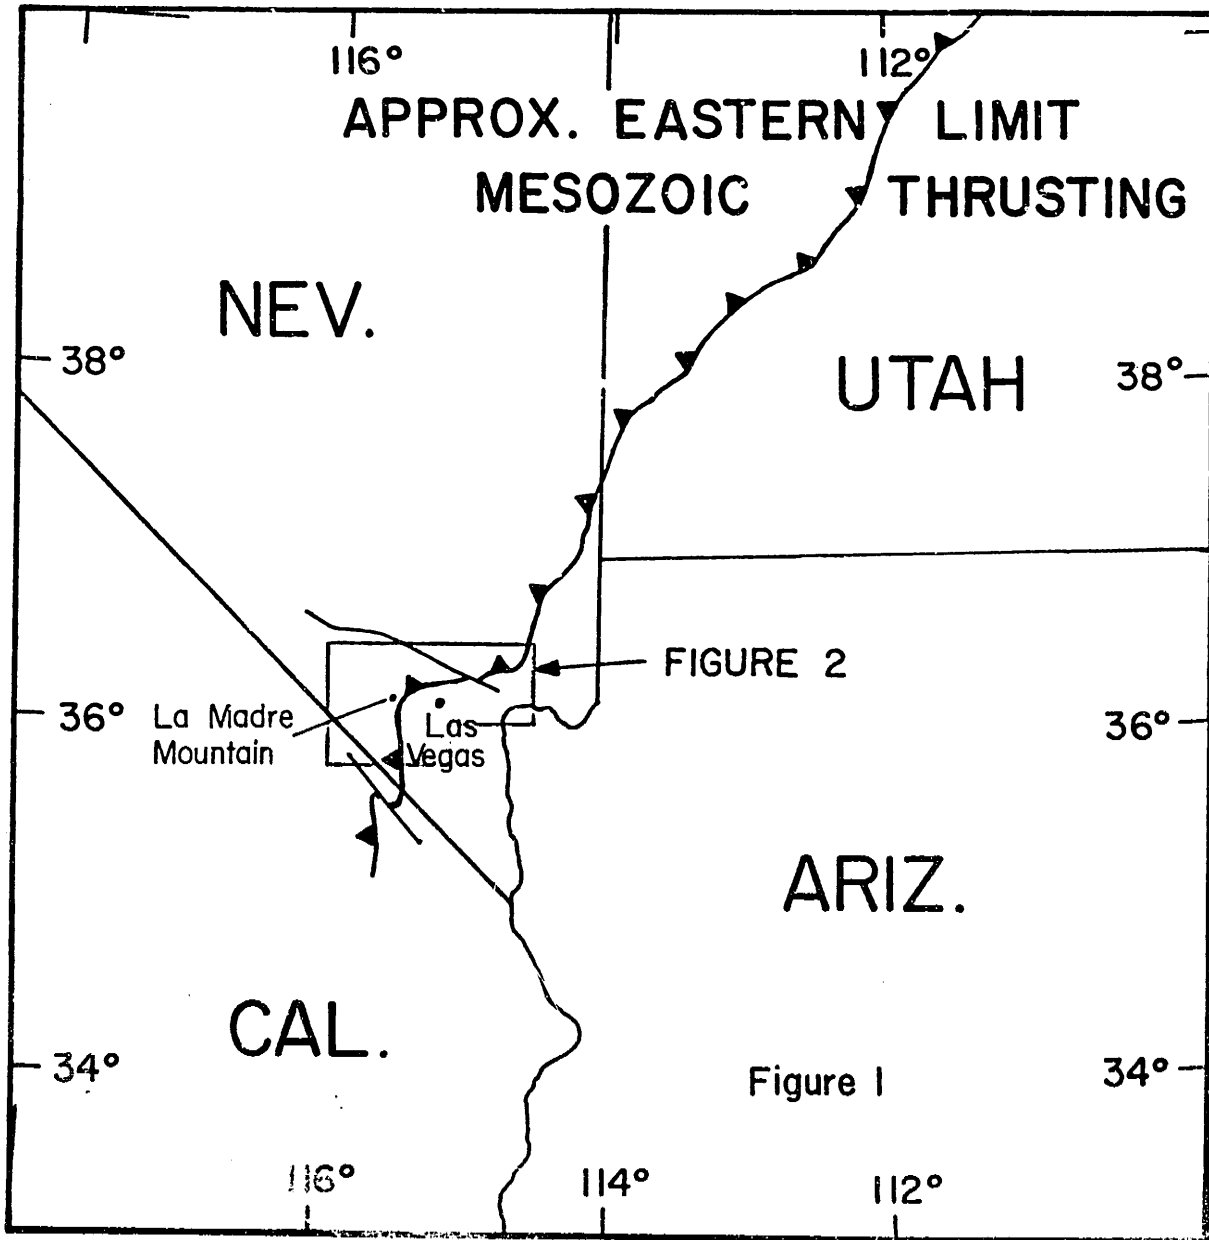 116° 112°
APPROX. EASTERN LIMIT
MESOZOIC THRUSTING
NEV.
38°
UTAH
38°
FIGURE 2
36°
La Madre
Mountain
Las
Vegas
36°
ARIZ.
CAL.
34°
Figure 1
34°
116° 114° 112°